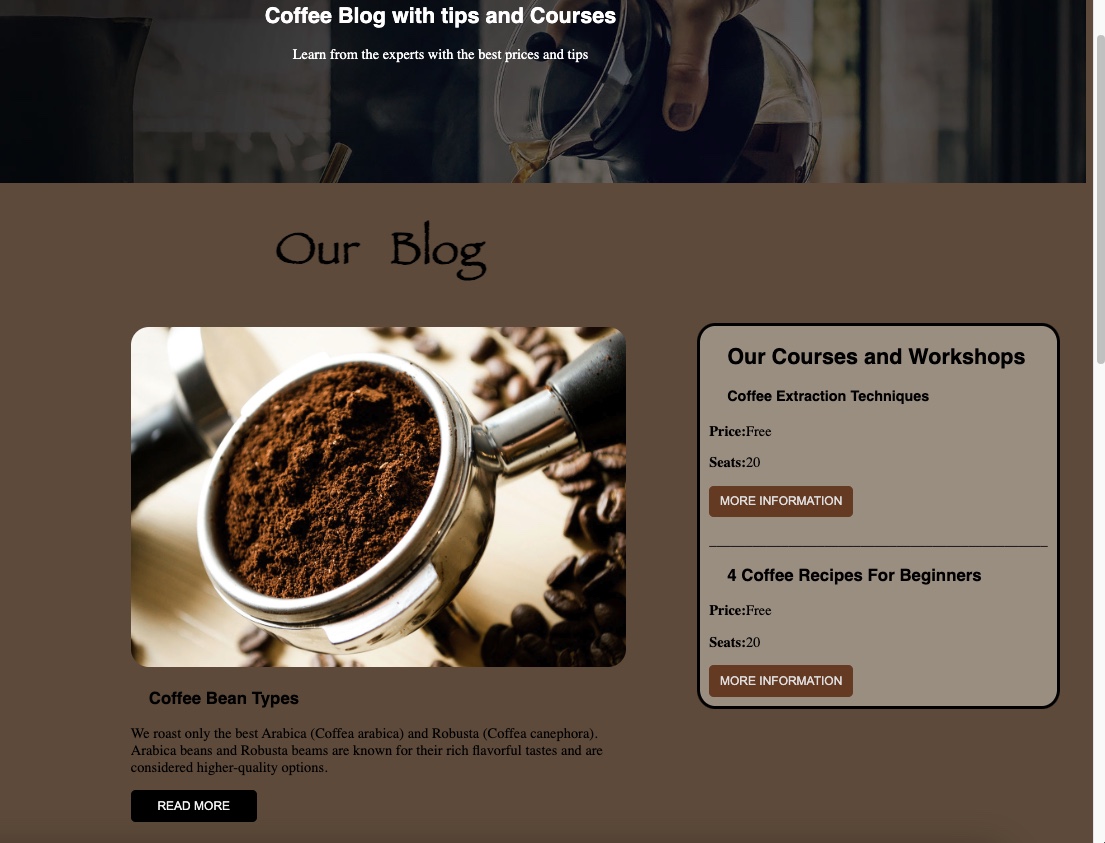 Coffee Blog with tips and Courses
Learn from the experts with the best prices and tips
Our Blog
Coffee Bean Types
We roast only the best Arabica (Coffea arabica) and Robusta (Coffea canephora).
Arabica beans and Robusta beams are known for their rich flavorful tastes and are
considered higher-quality options.
READ MORE
Our Courses and Workshops
Coffee Extraction Techniques
Price:Free
Seats:20
MORE INFORMATION
4 Coffee Recipes For Beginners
Price:Free
Seats:20
MORE INFORMATION